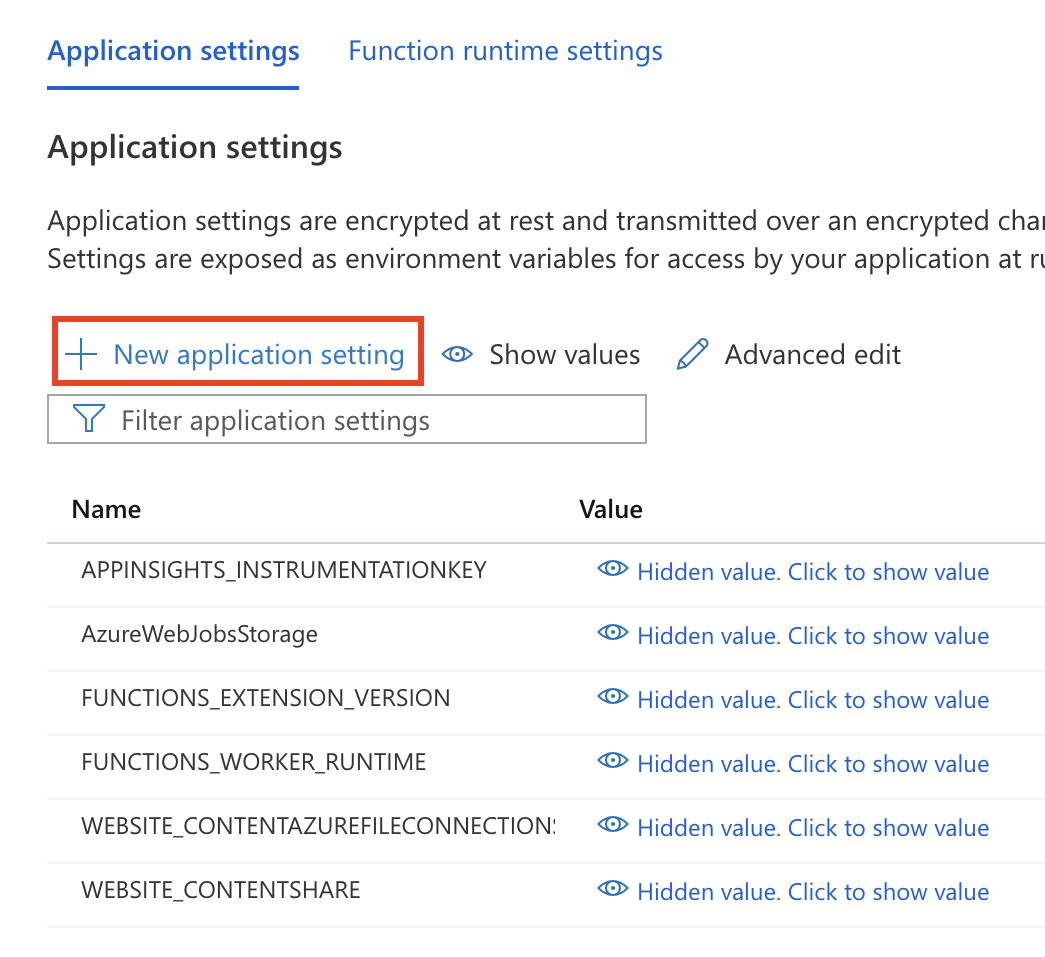 Application settings Function runtime settings
Application settings
Application settings are encrypted at rest and transmitted over an encrypted
Settings are exposed as environment variables for access by your application at
New application setting Show values Advanced edit
Filter application settings
Name Value
APPINSIGHTS_INSTRUMENTATIONKEY Hidden value. Click to show value
AzureWebJobsStorage Hidden value. Click to show value
FUNCTIONS_EXTENSION_VERSION Hidden value. Click to show value
FUNCTIONS_WORKER_RUNTIME Hidden value. Click to show value
WEBSITE_CONTENTAZUREFILECONNECTION Hidden value. Click to show value
WEBSITE_CONTENTSHARE Hidden value. Click to show value